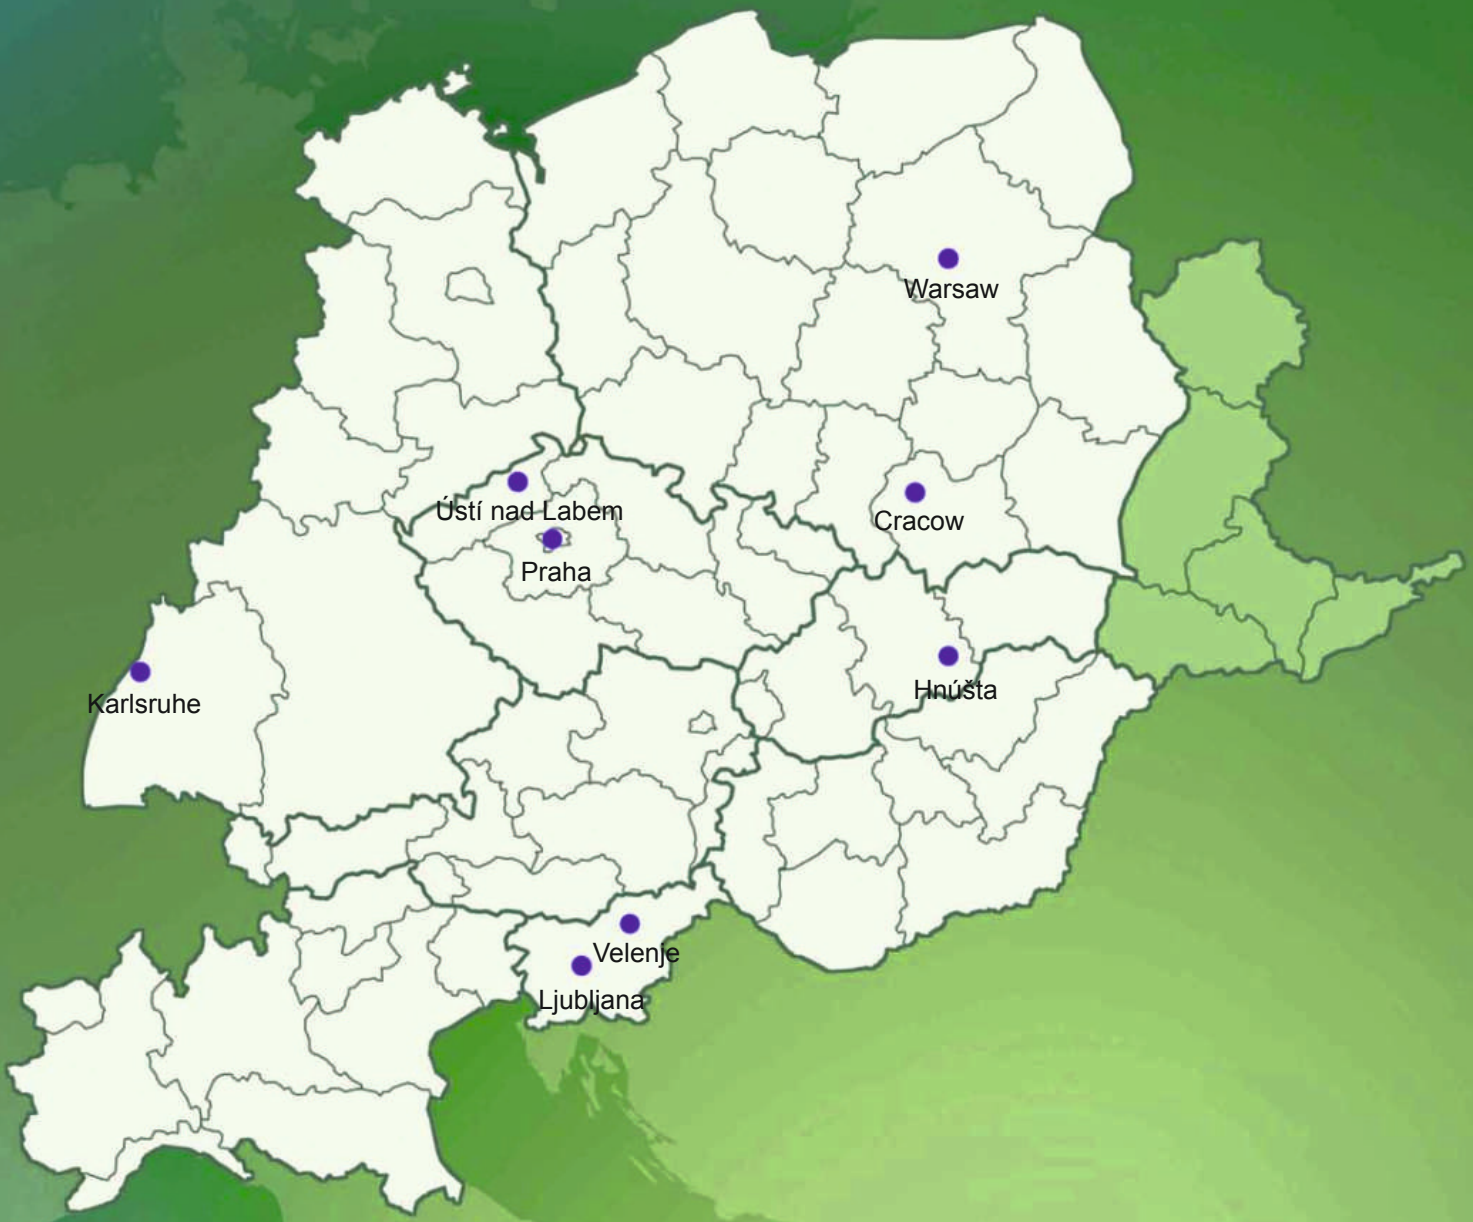 Warsaw
Ústí nad Labem
Cracow
Praha
Hnúšta
Karlsruhe
Velenje
Ljubljana